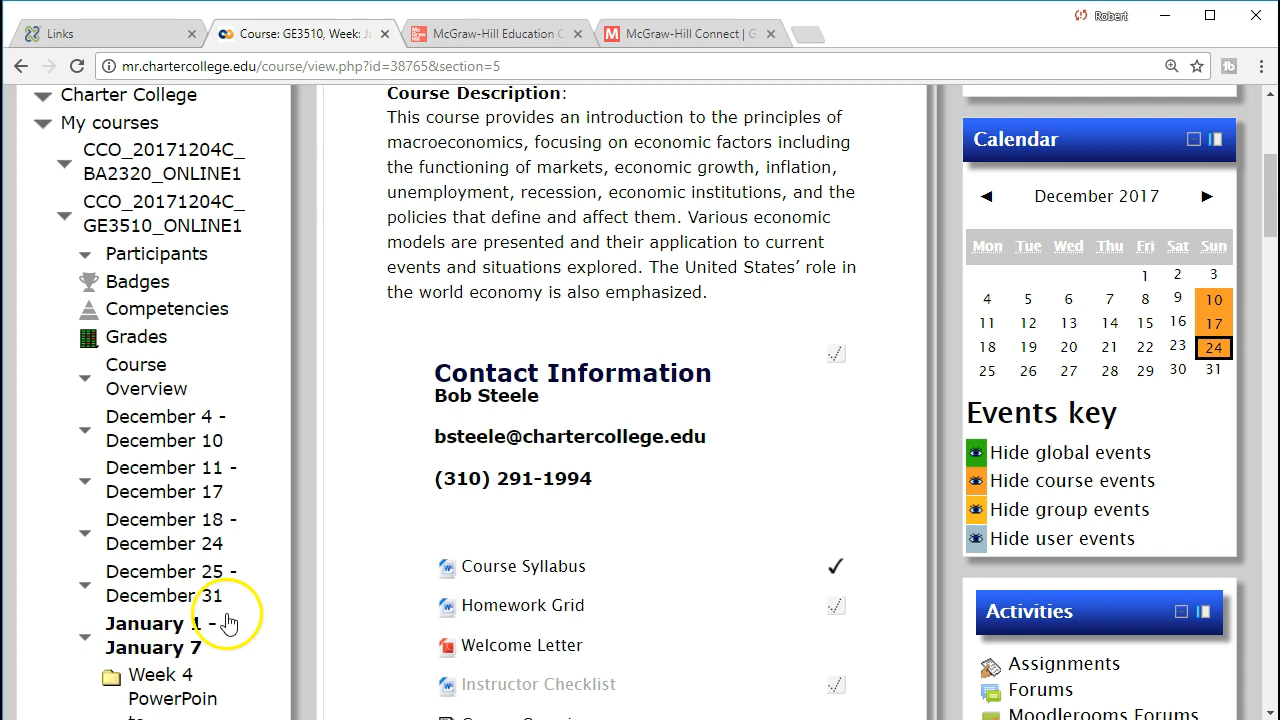 Robert
Links
Course: GE3510, Week: Ja
McGraw-Hill Education C
McGraw-Hill Connect | G
mr.chartercollege.edu/course/view.php?id=38765&section=5
Charter College
My courses
CCO_20171204C_
BA2320_ONLINE1
CCO_20171204C_
GE3510_ONLINE1
Participants
Badges
Competencies
Grades
Course
Overview
December 4 -
December 10
December 11 -
December 17
December 18 -
December 24
December 25 -
December 31
January 1 -
January 7
Week 4
PowerPoin
Course Description:
This course provides an introduction to the principles of
macroeconomics, focusing on economic factors including
the functioning of markets, economic growth, inflation,
unemployment, recession, economic institutions, and the
policies that define and affect them. Various economic
models are presented and their application to current
events and situations explored. The United States’ role in
the world economy is also emphasized.
Contact Information
Bob Steele
bsteele@chartercollege.edu
(310) 291-1994
Course Syllabus
Homework Grid
Welcome Letter
Instructor Checklist
Calendar
December 2017
Mon Tue Wed Thu Fri Sat Sun
1 2 3
4 5 6 7 8 9 10
11 12 13 14 15 16 17
18 19 20 21 22 23 24
25 26 27 28 29 30 31
Events key
Hide global events
Hide course events
Hide group events
Hide user events
Activities
Assignments
Forums
Moodlerooms Forums